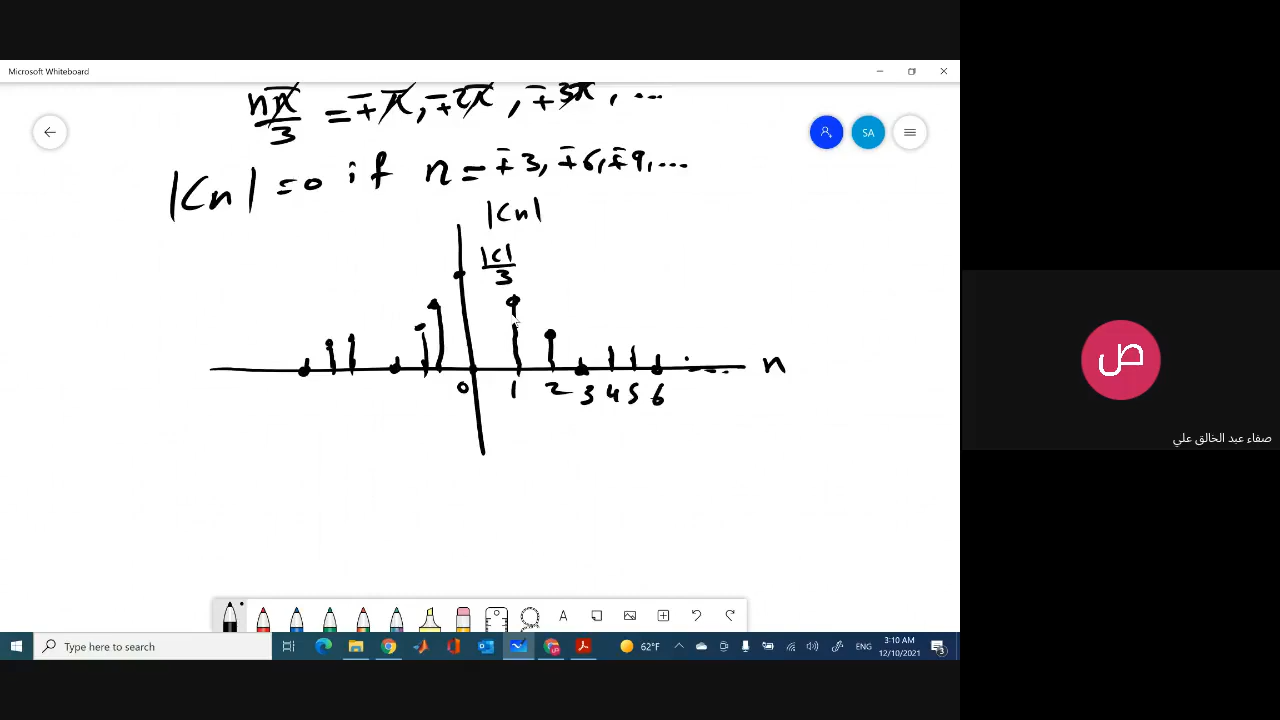 Microsoft Whiteboard
nπ/3 = ∓π, ∓2π, ∓3π, ...
|Cn| = 0 if n = ∓3, ∓6, ∓9, ...
|Cn|
|C|/3
n
0 1 2 3 4 5 6
SA
ص
صفاء عبد الخالق علي
A
Type here to search
62°F
ENG
3:10 AM
12/10/2021
3